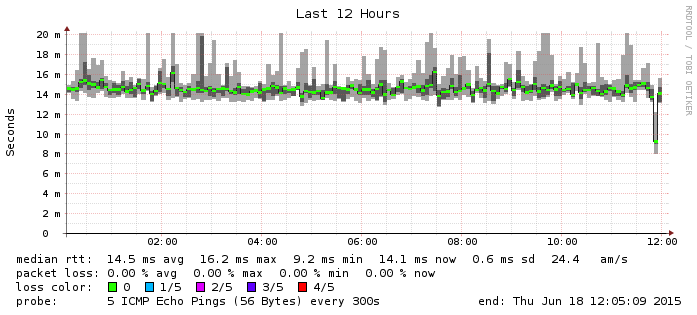 Last 12 Hours
RRDTOOL / TOBI OETIKER
Seconds
20 m
18 m
16 m
14 m
12 m
10 m
8 m
6 m
4 m
2 m
0
02:00 04:00 06:00 08:00 10:00 12:00
median rtt: 14.5 ms avg 16.2 ms max 9.2 ms min 14.1 ms now 0.6 ms sd 24.4 am/s
packet loss: 0.00 % avg 0.00 % max 0.00 % min 0.00 % now
loss color: 0 1/5 2/5 3/5 4/5
probe: 5 ICMP Echo Pings (56 Bytes) every 300s end: Thu Jun 18 12:05:09 2015